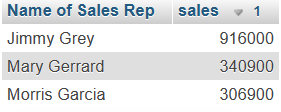 Name of Sales Rep sales 1
Jimmy Grey 916000
Mary Gerrard 340900
Morris Garcia 306900